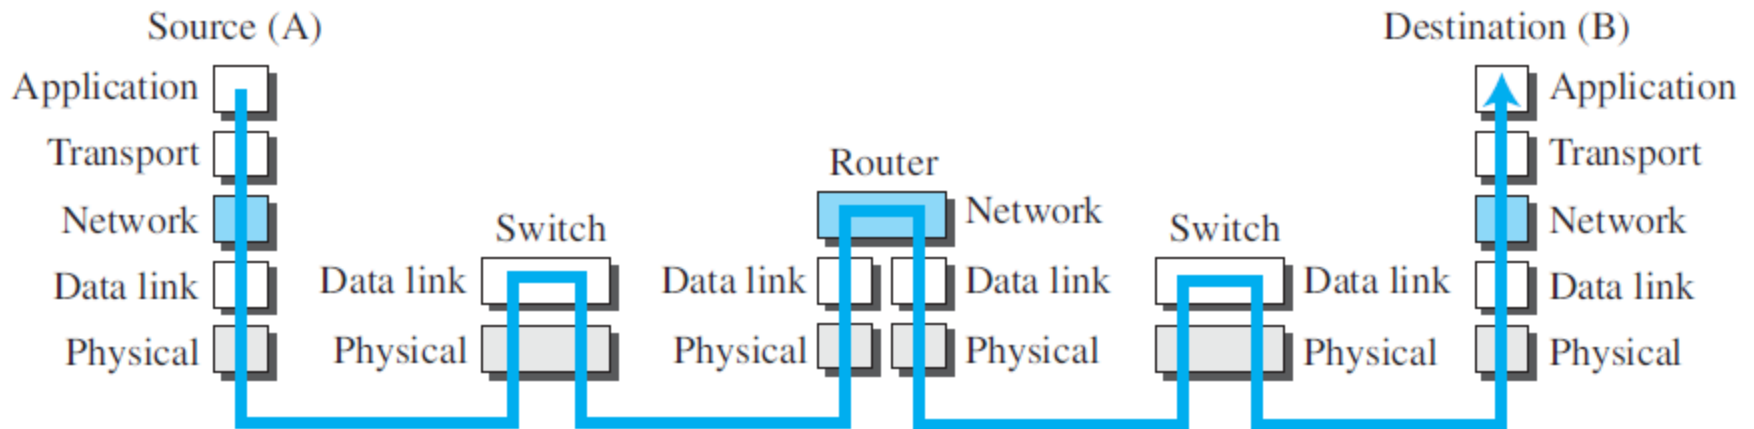 Source (A)
Application
Transport
Network
Data link
Physical
Switch
Data link
Physical
Router
Network
Data link
Data link
Physical
Physical
Switch
Data link
Physical
Destination (B)
Application
Transport
Network
Data link
Physical